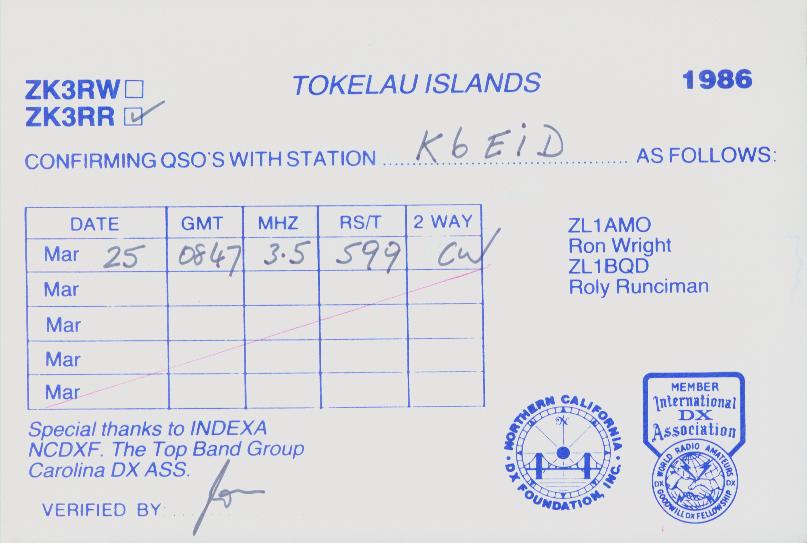 ZK3RW
TOKELAU ISLANDS
1986
ZK3RR
CONFIRMING QSO'S WITH STATION K6EiD AS FOLLOWS:
DATE GMT MHZ RS/T 2 WAY
Mar 25 0847 3.5 599 CW
Mar
Mar
Mar
Mar
ZL1AMO
Ron Wright
ZL1BQD
Roly Runciman
Special thanks to INDEXA
NCDXF. The Top Band Group
Carolina DX ASS.
VERIFIED BY
NORTHERN CALIFORNIA
DX FOUNDATION, INC.
MEMBER
International
DX
Association
WORLD RADIO AMATEURS
DX DX
GOODWILL DX FELLOWSHIP